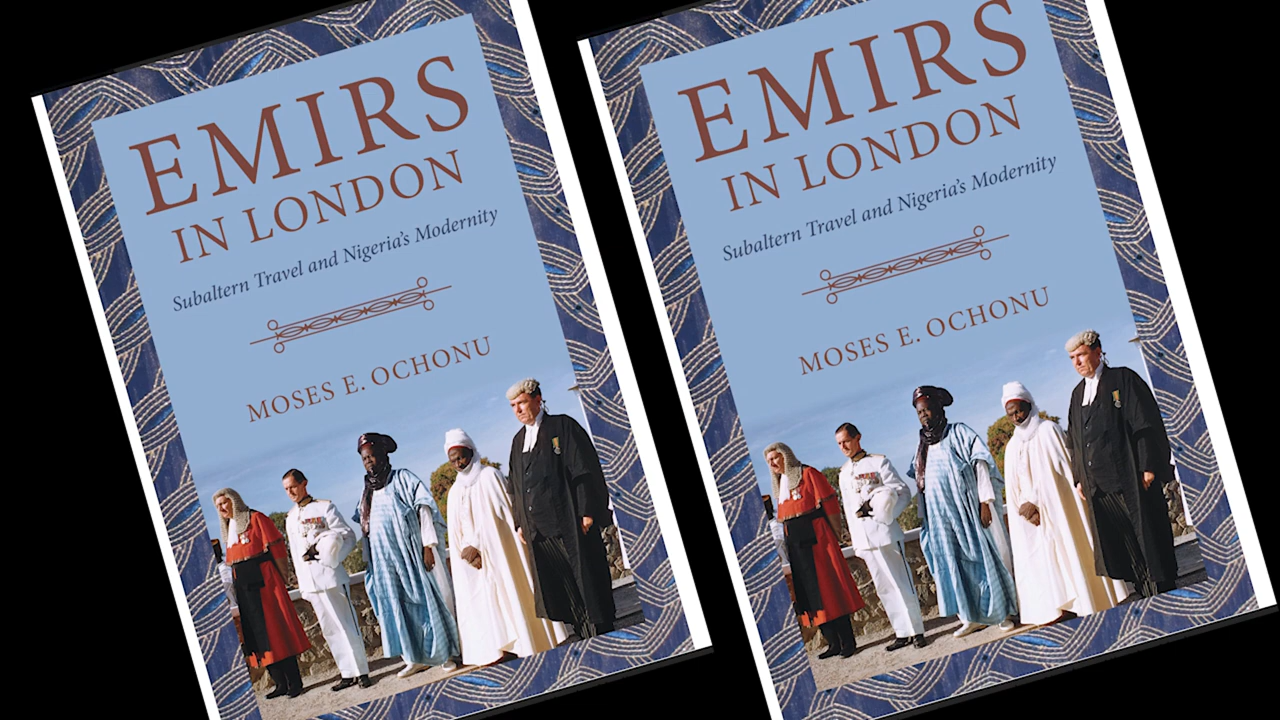 EMIRS
IN LONDON
Subaltern Travel and Nigeria's Modernity
MOSES E. OCHONU
EMIRS
IN LONDON
Subaltern Travel and Nigeria's Modernity
MOSES E. OCHONU